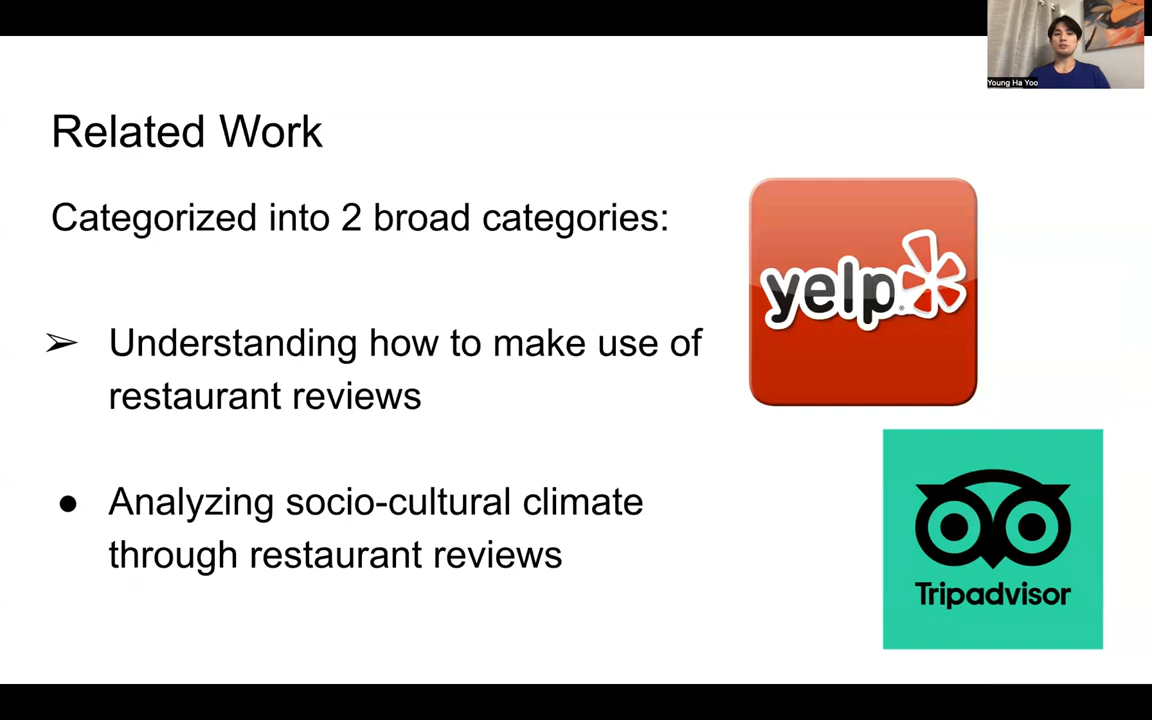 Young Ha Yoo
Related Work
Categorized into 2 broad categories:
➢ Understanding how to make use of
restaurant reviews
● Analyzing socio-cultural climate
through restaurant reviews
yelp
Tripadvisor